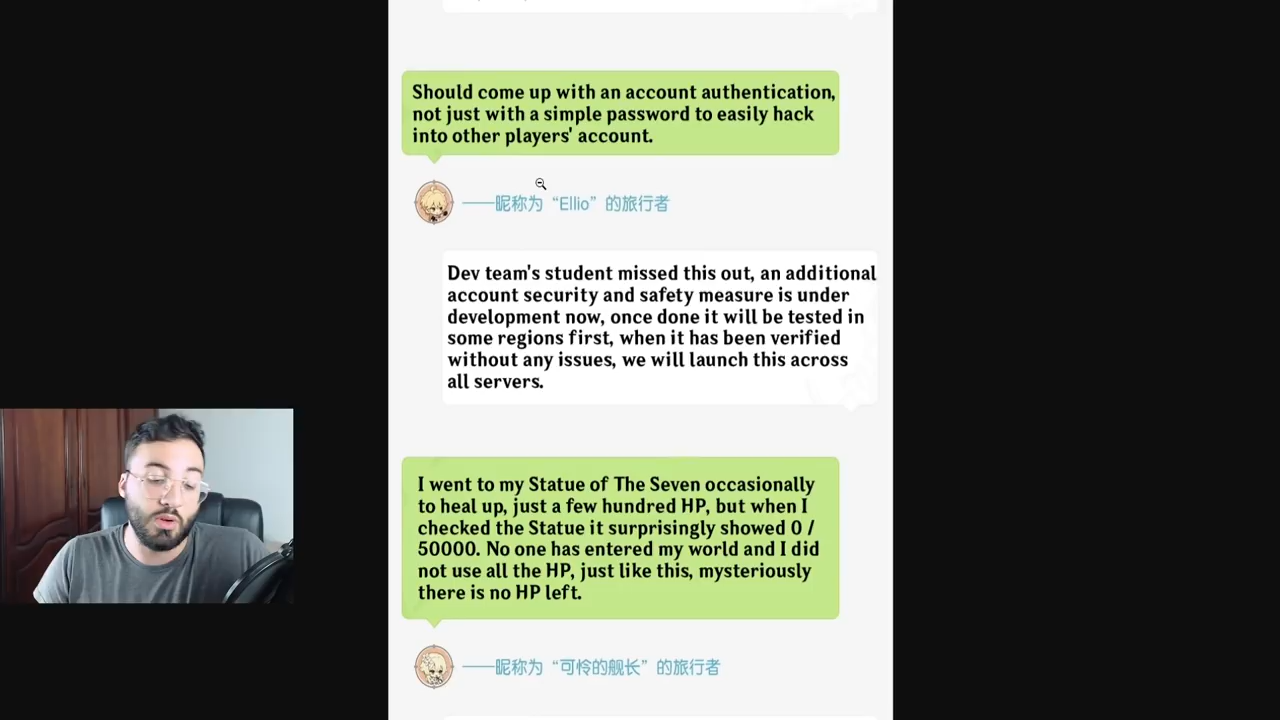 Should come up with an account authentication,
not just with a simple password to easily hack
into other players' account.
——昵称为“Ellio”的旅行者
Dev team's student missed this out, an additional
account security and safety measure is under
development now, once done it will be tested in
some regions first, when it has been verified
without any issues, we will launch this across
all servers.
I went to my Statue of The Seven occasionally
to heal up, just a few hundred HP, but when I
checked the Statue it surprisingly showed 0 /
50000. No one has entered my world and I did
not use all the HP, just like this, mysteriously
there is no HP left.
——昵称为“可怜的舰长”的旅行者